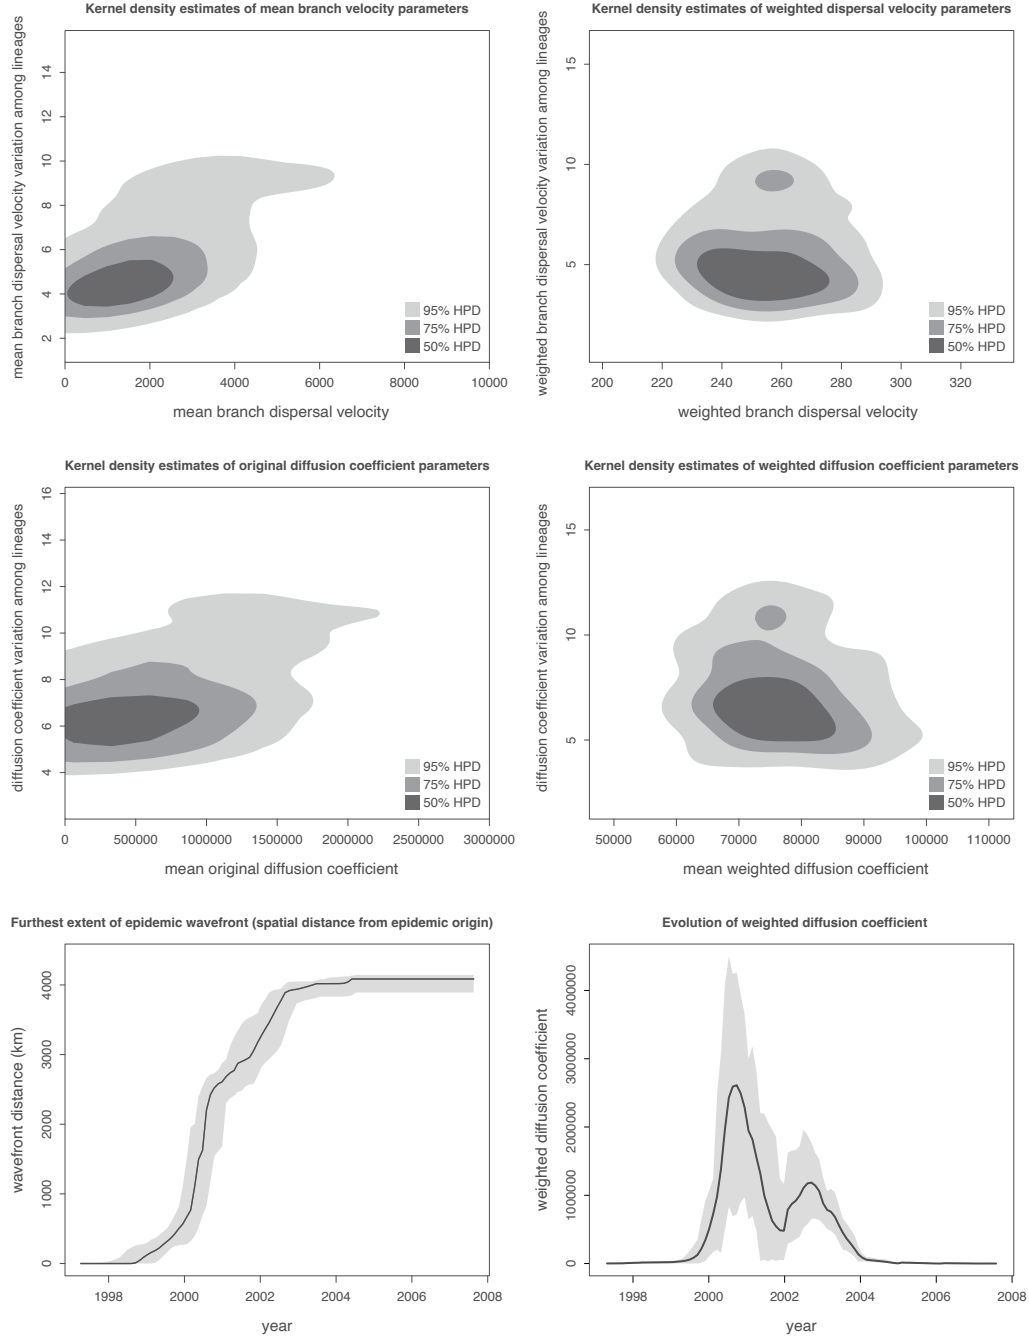 Kernel density estimates of mean branch velocity parameters
mean branch dispersal velocity variation among lineages
2 4 6 8 10 12 14
95% HPD
75% HPD
50% HPD
0 2000 4000 6000 8000 10000
mean branch dispersal velocity
Kernel density estimates of weighted dispersal velocity parameters
weighted branch dispersal velocity variation among lineages
5 10 15
95% HPD
75% HPD
50% HPD
200 220 240 260 280 300 320
weighted branch dispersal velocity
Kernel density estimates of original diffusion coefficient parameters
diffusion coefficient variation among lineages
4 6 8 10 12 14 16
95% HPD
75% HPD
50% HPD
0 500000 1000000 1500000 2000000 2500000 3000000
mean original diffusion coefficient
Kernel density estimates of weighted diffusion coefficient parameters
diffusion coefficient variation among lineages
5 10 15
95% HPD
75% HPD
50% HPD
50000 60000 70000 80000 90000 100000 110000
mean weighted diffusion coefficient
Furthest extent of epidemic wavefront (spatial distance from epidemic origin)
wavefront distance (km)
0 1000 2000 3000 4000
1998 2000 2002 2004 2006 2008
year
Evolution of weighted diffusion coefficient
weighted diffusion coefficient
0 1000000 2000000 3000000 4000000
1998 2000 2002 2004 2006 2008
year